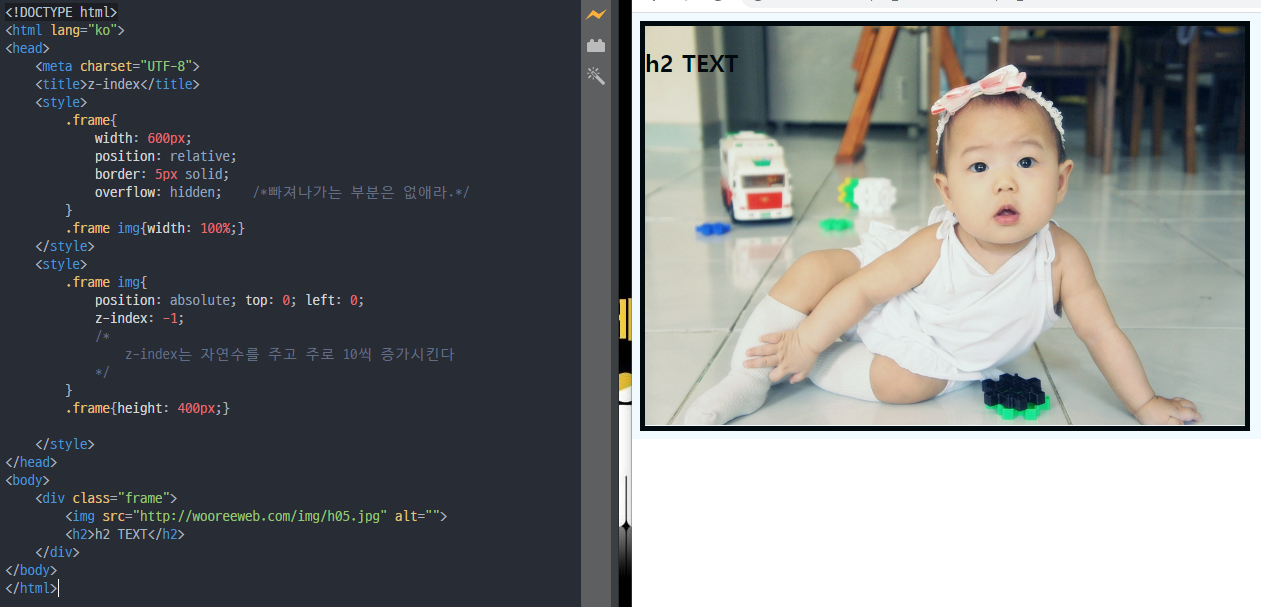 <!DOCTYPE html>
<html lang="ko">
<head>
    <meta charset="UTF-8">
    <title>z-index</title>
    <style>
        .frame{
            width: 600px;
            position: relative;
            border: 5px solid;
            overflow: hidden;    /*빠져나가는 부분은 없애라.*/
        }
        .frame img{width: 100%;}
    </style>
    <style>
        .frame img{
            position: absolute; top: 0; left: 0;
            z-index: -1;
            /*
                z-index는 자연수를 주고 주로 10씩 증가시킨다
            */
        }
        .frame{height: 400px;}
    </style>
</head>
<body>
    <div class="frame">
        <img src="http://wooreeweb.com/img/h05.jpg" alt="">
        <h2>h2 TEXT</h2>
    </div>
</body>
</html>
h2 TEXT